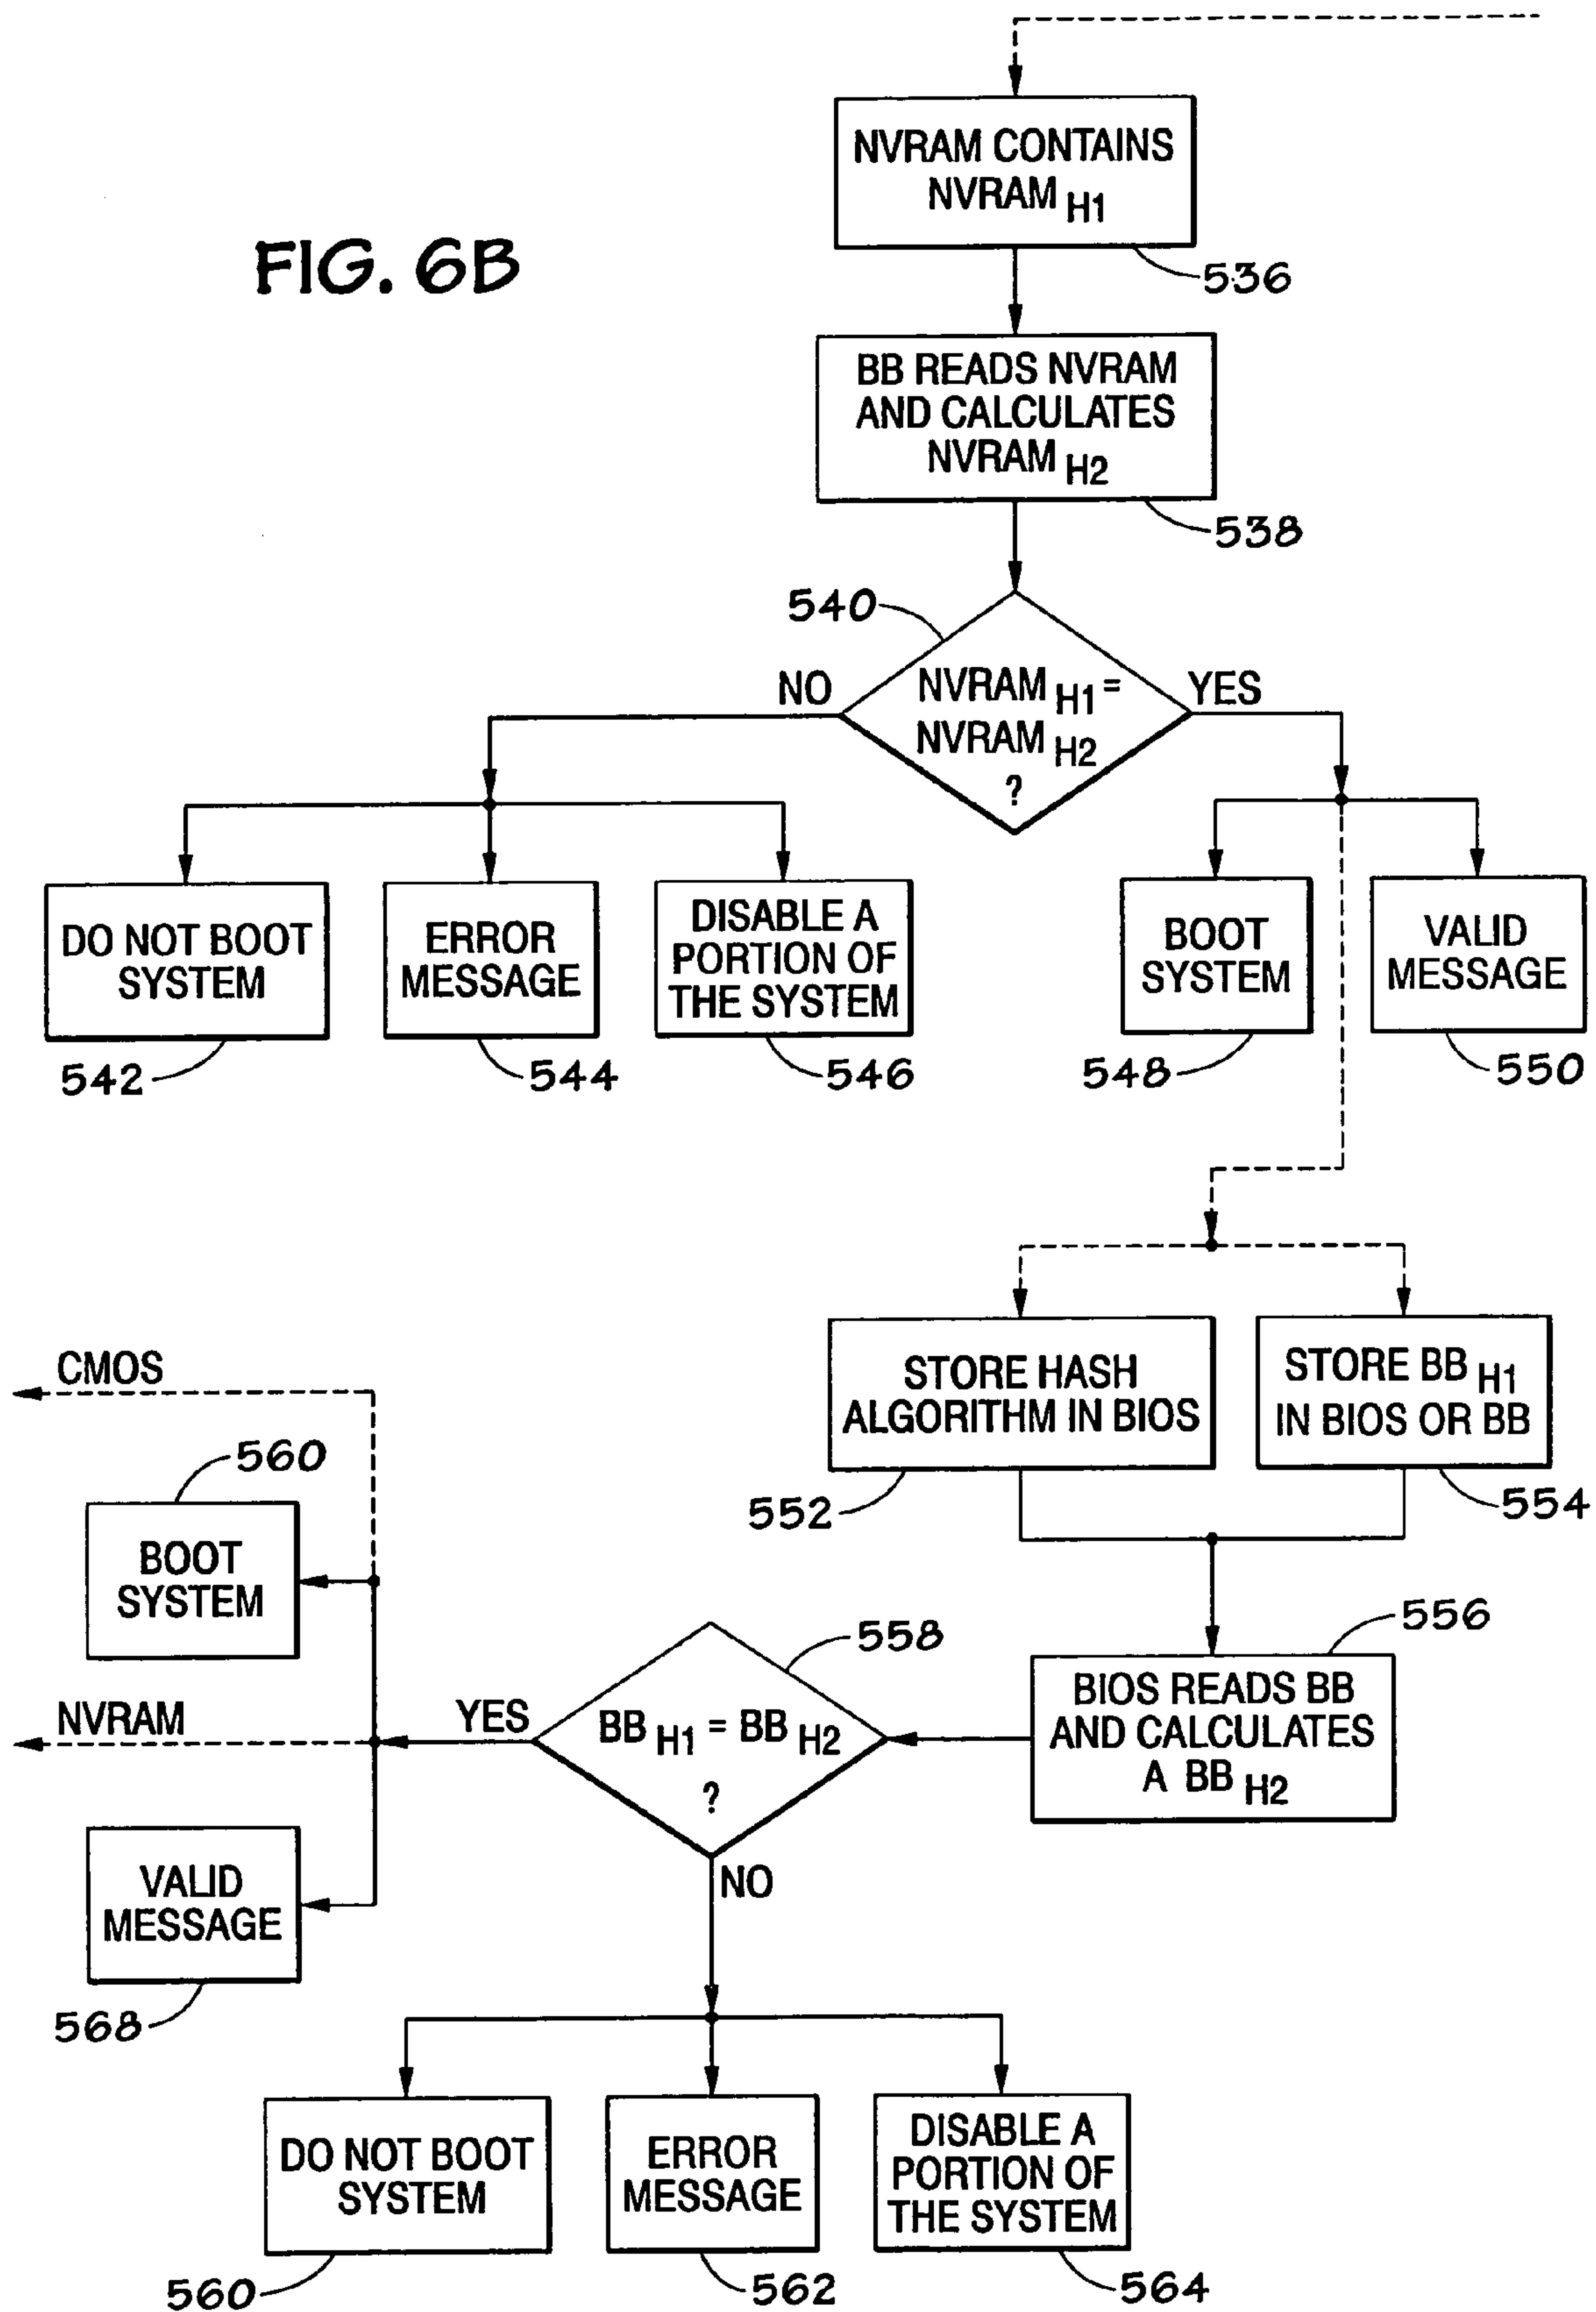 NVRAM CONTAINS
NVRAM H1
536
FIG. 6B
BB READS NVRAM
AND CALCULATES
NVRAM H2
538
540
NO
NVRAM H1 =
NVRAM H2
?
YES
DO NOT BOOT
SYSTEM
542
ERROR
MESSAGE
544
DISABLE A
PORTION OF
THE SYSTEM
546
BOOT
SYSTEM
548
VALID
MESSAGE
550
STORE HASH
ALGORITHM IN BIOS
552
STORE BB H1
IN BIOS OR BB
554
CMOS
560
BOOT
SYSTEM
556
BIOS READS BB
AND CALCULATES
A BB H2
558
BB H1 = BB H2
?
YES
NVRAM
VALID
MESSAGE
568
NO
DO NOT BOOT
SYSTEM
560
ERROR
MESSAGE
562
DISABLE A
PORTION OF
THE SYSTEM
564